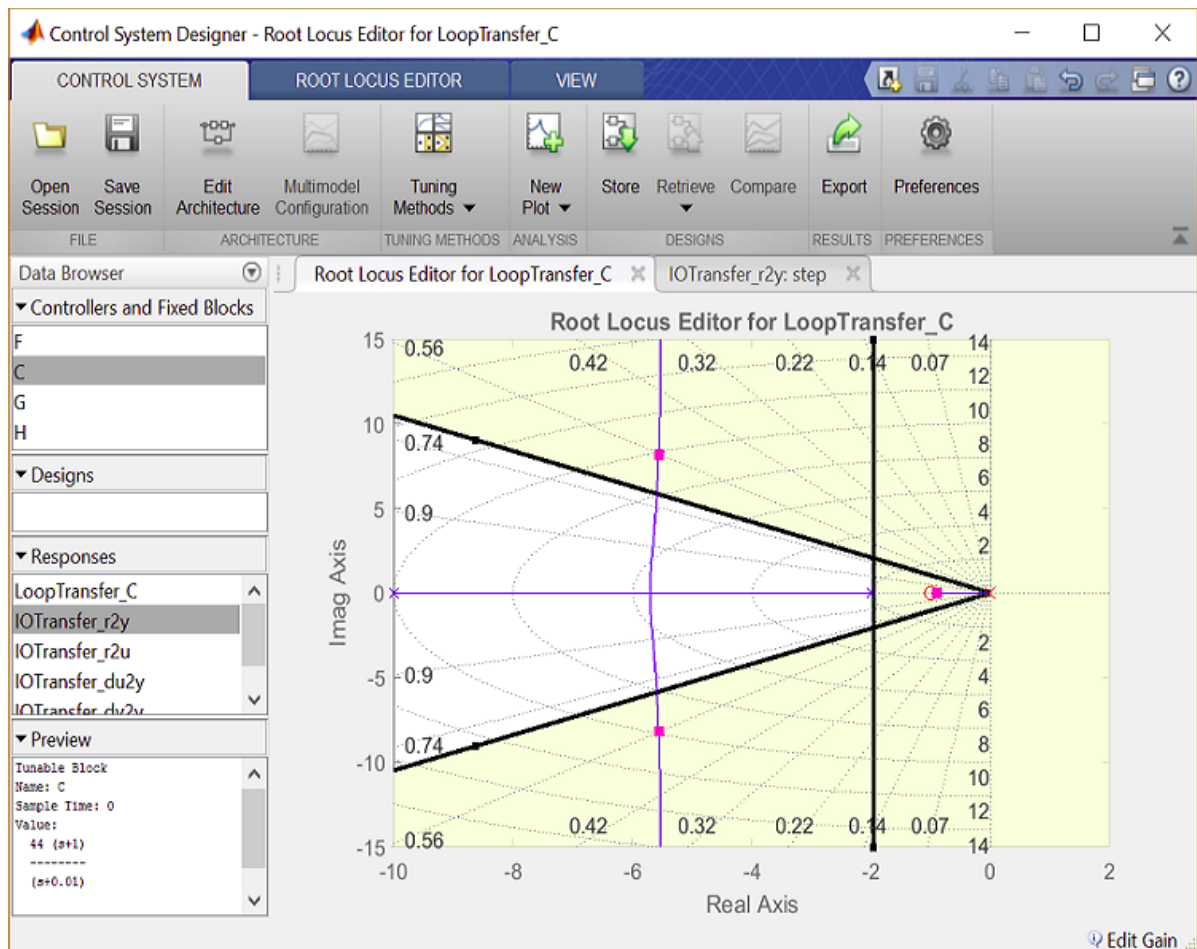 Control System Designer - Root Locus Editor for LoopTransfer_C
CONTROL SYSTEM
ROOT LOCUS EDITOR
VIEW
Open Session
Save Session
Edit Architecture
Multimodel Configuration
Tuning Methods
New Plot
Store
Retrieve
Compare
Export
Preferences
FILE
ARCHITECTURE
TUNING METHODS
ANALYSIS
DESIGNS
RESULTS
PREFERENCES
Data Browser
Controllers and Fixed Blocks
F
C
G
H
Designs
Responses
LoopTransfer_C
IOTransfer_r2y
IOTransfer_r2u
IOTransfer_du2y
IOTransfer_dy2y
Preview
Tunable Block
Name: C
Sample Time: 0
Value:
44 (s+1)
--------
(s+0.01)
Root Locus Editor for LoopTransfer_C
IOTransfer_r2y: step
Root Locus Editor for LoopTransfer_C
15
10
5
0
-5
-10
-15
Imag Axis
0.56
0.42
0.32
0.22
0.14
0.07
14
12
10
8
6
4
2
0.74
0.9
0.9
0.74
2
4
6
8
10
12
14
0.56
0.42
0.32
0.22
0.14
0.07
-10
-8
-6
-4
-2
0
2
Real Axis
Edit Gain